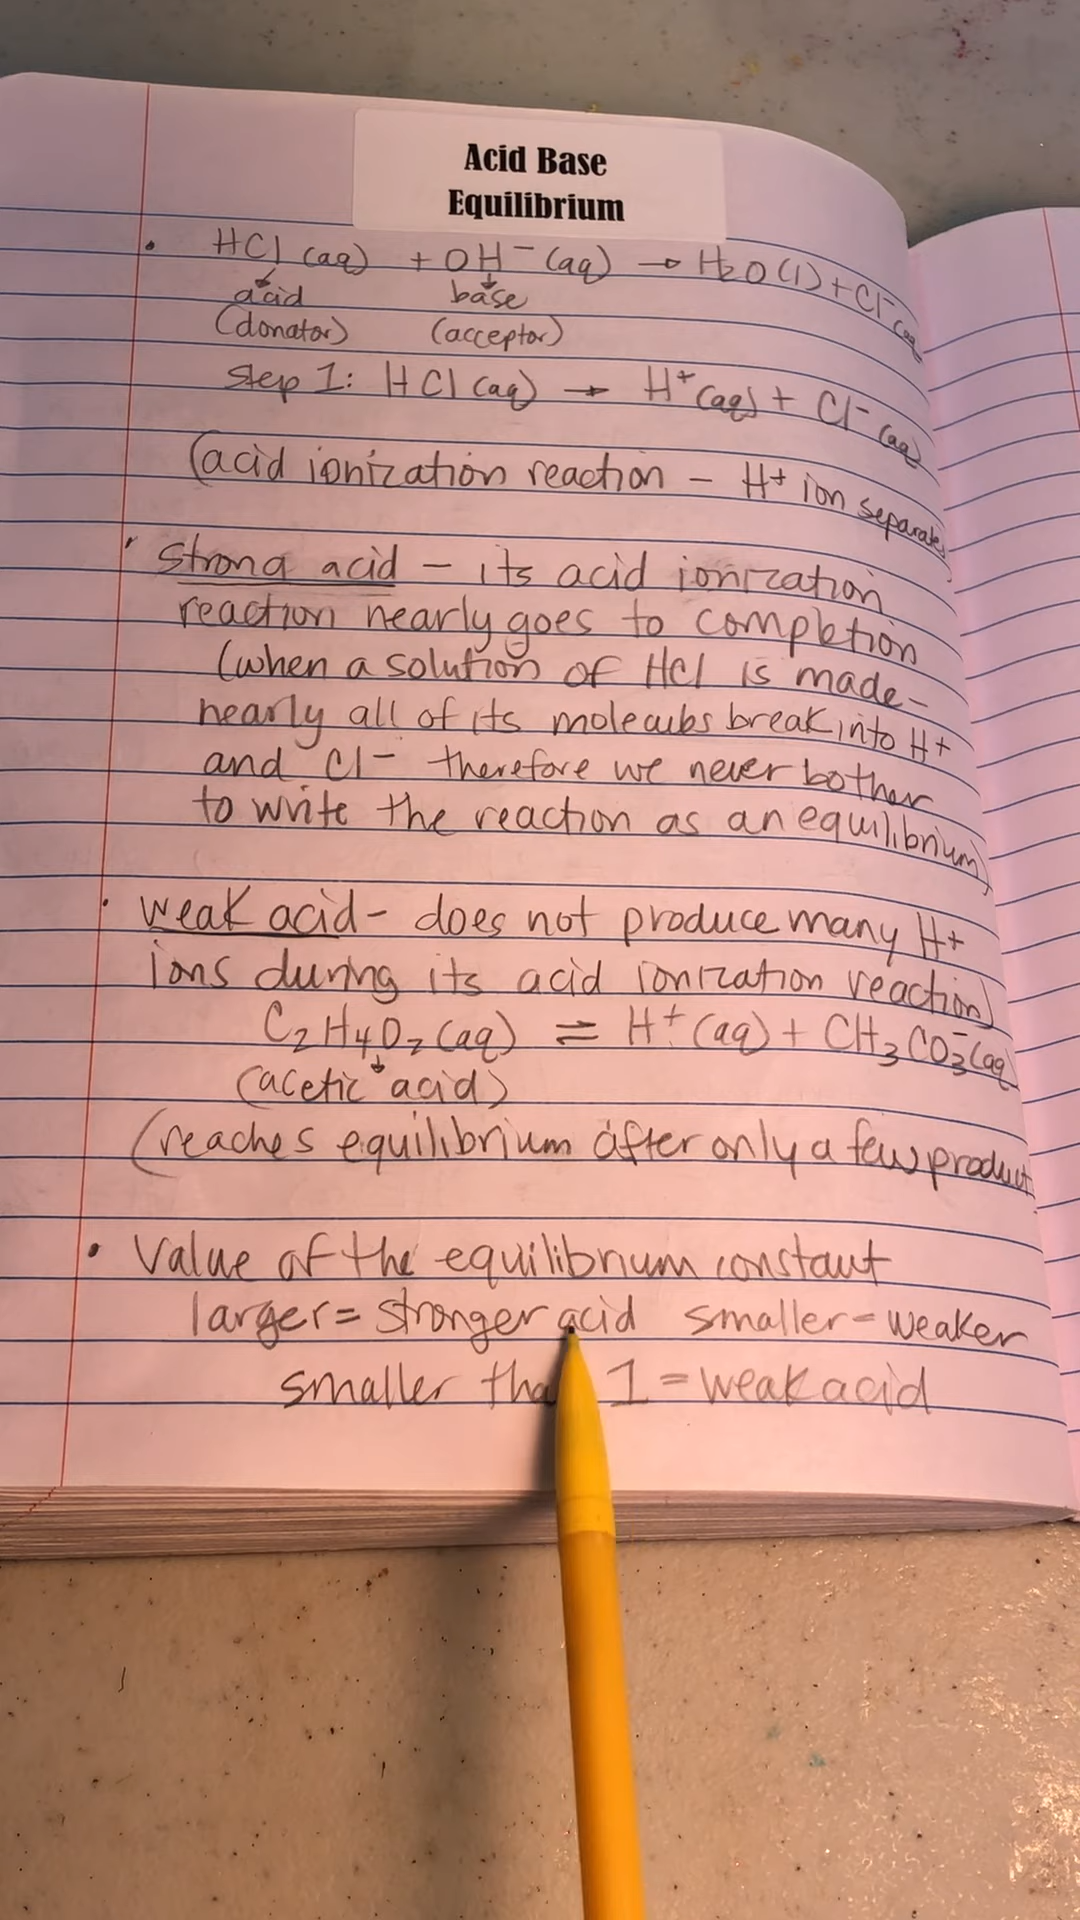 Acid Base
Equilibrium
• HCl (aq) + OH⁻ (aq) → H₂O (l) + Cl⁻ (aq)
↓ ↓
acid base
(donator) (acceptor)
Step 1: HCl (aq) → H⁺ (aq) + Cl⁻ (aq)
(acid ionization reaction – H⁺ ion separates
• strong acid – its acid ionization
reaction nearly goes to completion
(when a solution of HCl is made –
nearly all of its molecules break into H⁺
and Cl⁻ therefore we never bother
to write the reaction as an equilibrium)
• weak acid – does not produce many H⁺
ions during its acid ionization reaction)
C₂H₄O₂ (aq) ⇌ H⁺ (aq) + CH₃CO₃⁻ (aq
↓
(acetic acid)
(reaches equilibrium after only a few product
• Value of the equilibrium constant
larger = stronger acid smaller = weaker
smaller tha 1 = weak acid